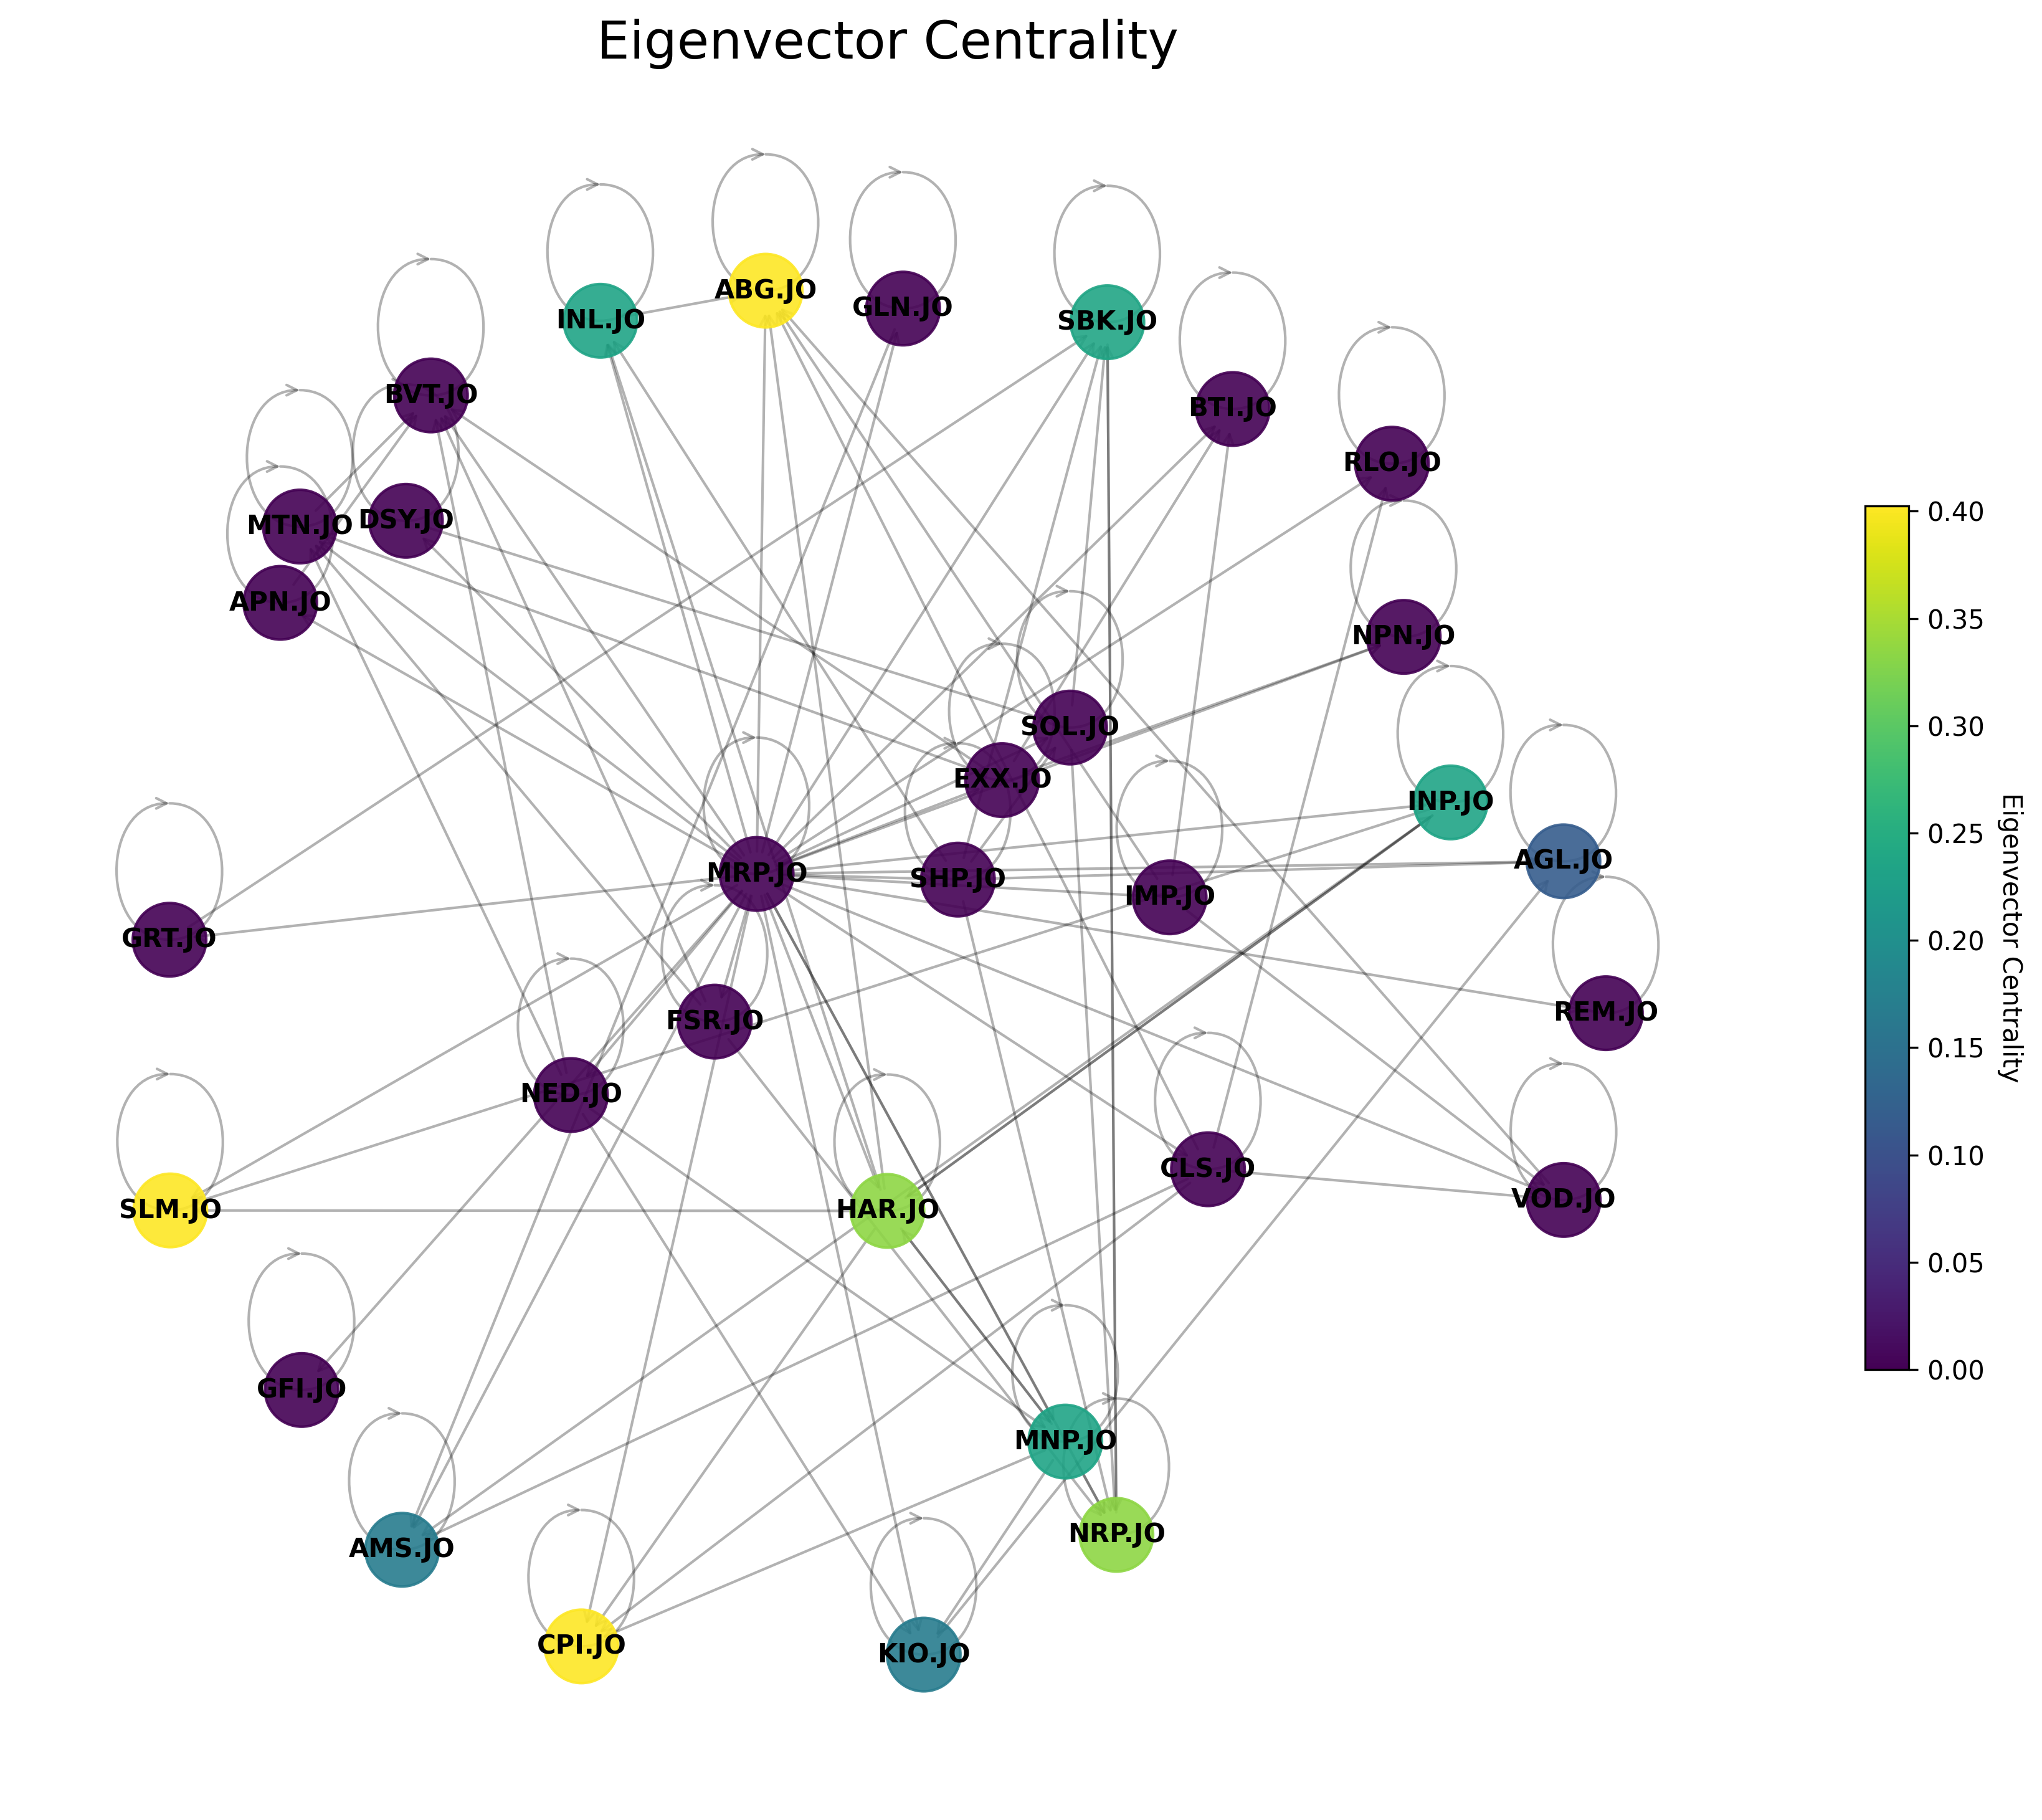 Eigenvector Centrality
ABG.JO
GLN.JO
INL.JO
SBK.JO
BVT.JO
BTI.JO
RLO.JO
MTN.JO
DSY.JO
APN.JO
NPN.JO
SOL.JO
EXX.JO
INP.JO
AGL.JO
MRP.JO
SHP.JO
IMP.JO
GRT.JO
REM.JO
FSR.JO
NED.JO
CLS.JO
VOD.JO
SLM.JO
HAR.JO
GFI.JO
MNP.JO
NRP.JO
AMS.JO
CPI.JO
KIO.JO
0.40
0.35
0.30
0.25
0.20
0.15
0.10
0.05
0.00
Eigenvector Centrality